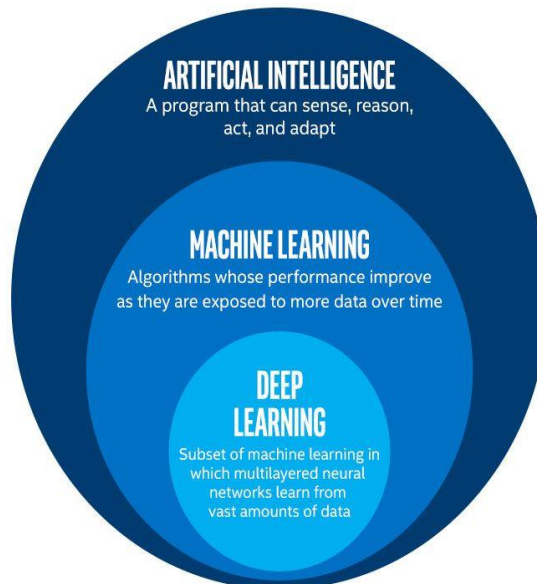 ARTIFICIAL INTELLIGENCE
A program that can sense, reason,
act, and adapt
MACHINE LEARNING
Algorithms whose performance improve
as they are exposed to more data over time
DEEP
LEARNING
Subset of machine learning in
which multilayered neural
networks learn from
vast amounts of data